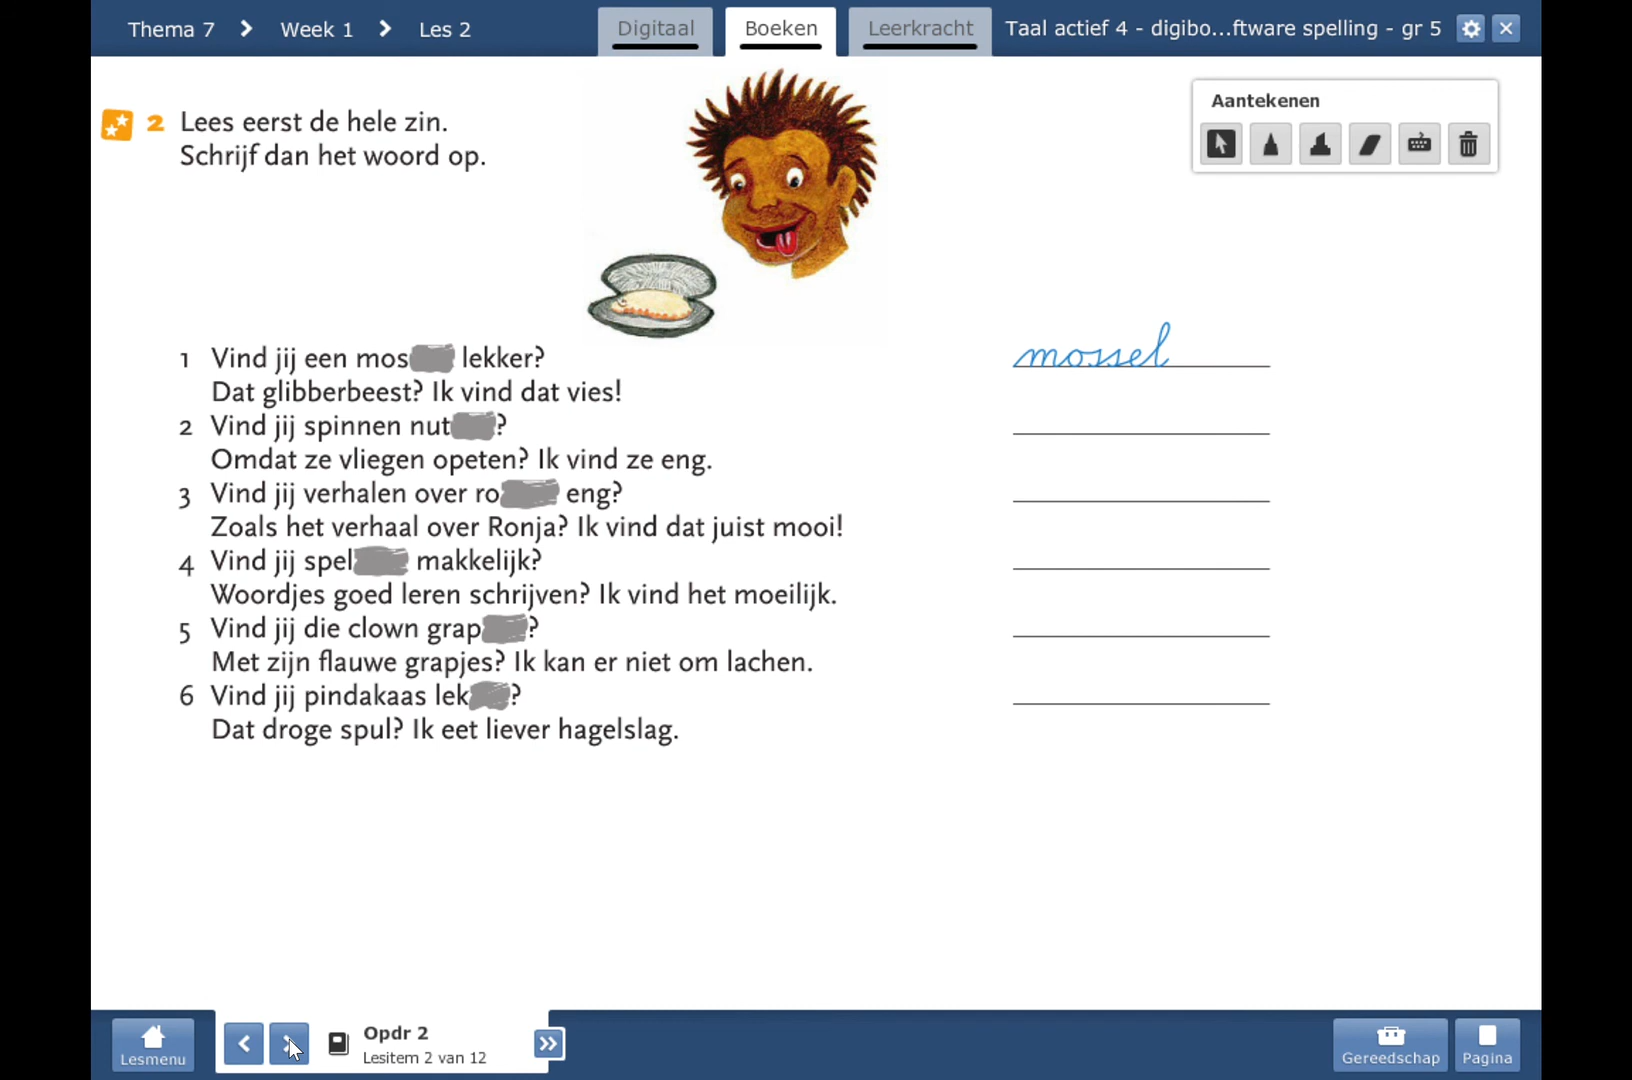 Thema 7 Week 1 Les 2 Digitaal Boeken Leerkracht Taal actief 4 - digibo...ftware spelling - gr 5
Aantekenen
2 Lees eerst de hele zin.
Schrijf dan het woord op.
1 Vind jij een mos lekker? mossel
Dat glibberbeest? Ik vind dat vies!
2 Vind jij spinnen nut ?
Omdat ze vliegen opeten? Ik vind ze eng.
3 Vind jij verhalen over ro eng?
Zoals het verhaal over Ronja? Ik vind dat juist mooi!
4 Vind jij spel makkelijk?
Woordjes goed leren schrijven? Ik vind het moeilijk.
5 Vind jij die clown grap ?
Met zijn flauwe grapjes? Ik kan er niet om lachen.
6 Vind jij pindakaas lek ?
Dat droge spul? Ik eet liever hagelslag.
Opdr 2
Lesitem 2 van 12
Lesmenu Gereedschap Pagina